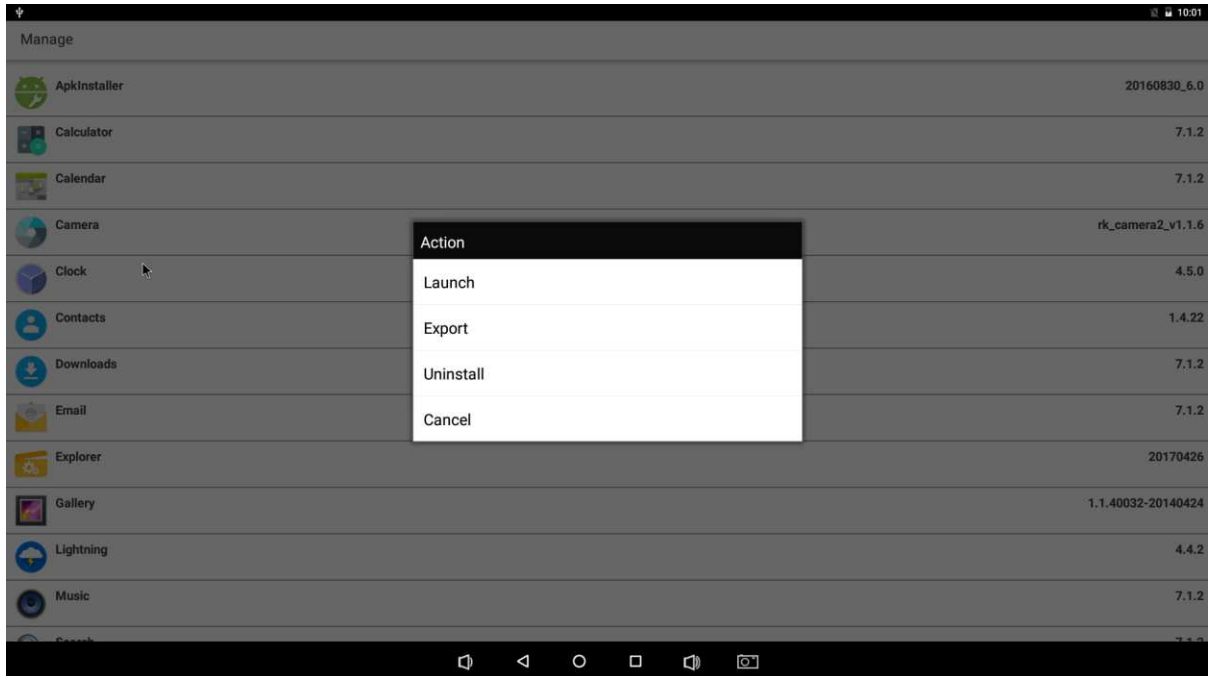 10:01
Manage
ApkInstaller 20160830_6.0
Calculator 7.1.2
Calendar 7.1.2
Camera rk_camera2_v1.1.6
Action
Clock 4.5.0
Launch
Contacts 1.4.22
Export
Downloads 7.1.2
Uninstall
Email 7.1.2
Cancel
Explorer 20170426
Gallery 1.1.40032-20140424
Lightning 4.4.2
Music 7.1.2